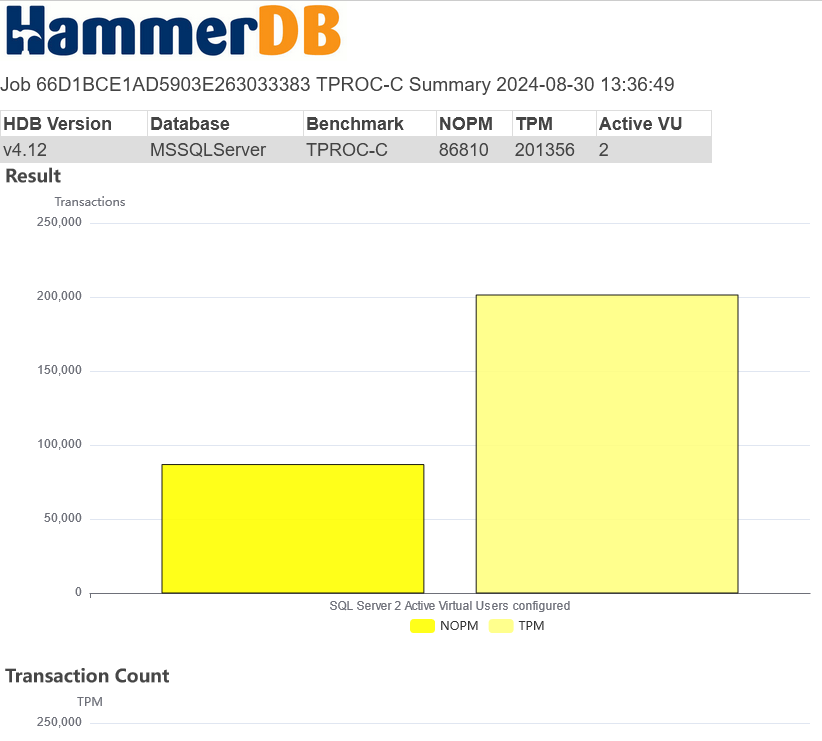 HammerDB
Job 66D1BCE1AD5903E263033383 TPROC-C Summary 2024-08-30 13:36:49
HDB Version Database Benchmark NOPM TPM Active VU
v4.12 MSSQLServer TPROC-C 86810 201356 2
Result
Transactions
250,000
200,000
150,000
100,000
50,000
0
SQL Server 2 Active Virtual Users configured
NOPM TPM
Transaction Count
TPM
250,000